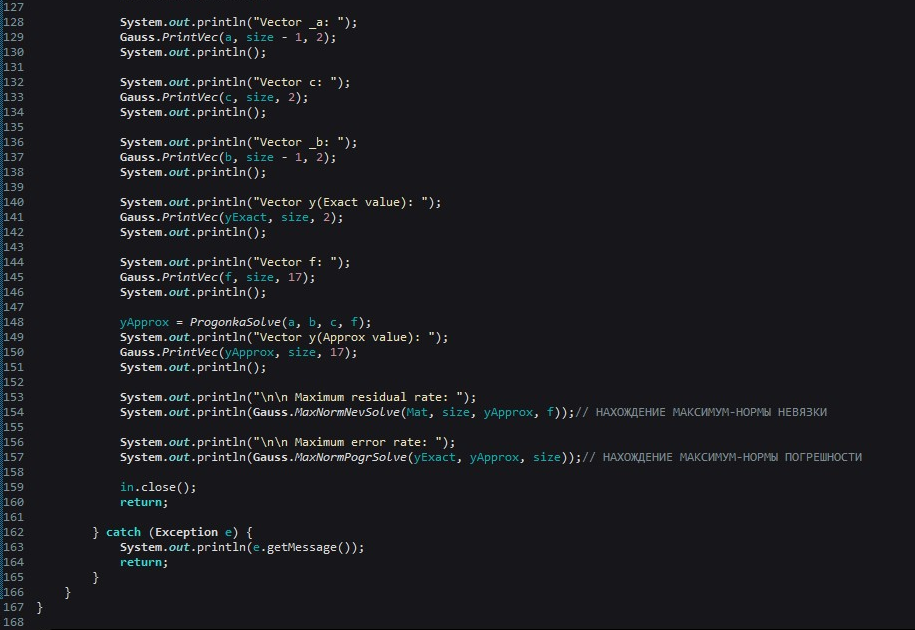 127
128 System.out.println("Vector _a: ");
129 Gauss.PrintVec(a, size - 1, 2);
130 System.out.println();
131
132 System.out.println("Vector c: ");
133 Gauss.PrintVec(c, size, 2);
134 System.out.println();
135
136 System.out.println("Vector _b: ");
137 Gauss.PrintVec(b, size - 1, 2);
138 System.out.println();
139
140 System.out.println("Vector y(Exact value): ");
141 Gauss.PrintVec(yExact, size, 2);
142 System.out.println();
143
144 System.out.println("Vector f: ");
145 Gauss.PrintVec(f, size, 17);
146 System.out.println();
147
148 yApprox = ProgonkaSolve(a, b, c, f);
149 System.out.println("Vector y(Approx value): ");
150 Gauss.PrintVec(yApprox, size, 17);
151 System.out.println();
152
153 System.out.println("\n\n Maximum residual rate: ");
154 System.out.println(Gauss.MaxNormNevSolve(Mat, size, yApprox, f));// НАХОЖДЕНИЕ МАКСИМУМ-НОРМЫ НЕВЯЗКИ
155
156 System.out.println("\n\n Maximum error rate: ");
157 System.out.println(Gauss.MaxNormPogrSolve(yExact, yApprox, size));// НАХОЖДЕНИЕ МАКСИМУМ-НОРМЫ ПОГРЕШНОСТИ
158
159 in.close();
160 return;
161
162 } catch (Exception e) {
163 System.out.println(e.getMessage());
164 return;
165 }
166 }
167 }
168